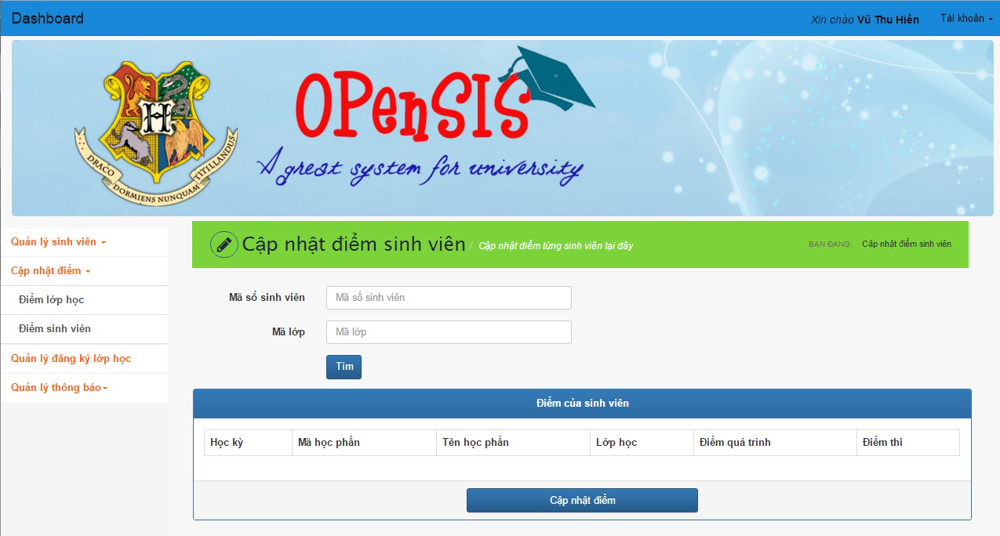 Dashboard
Xin chào Vũ Thu Hiền
Tài khoản
OPenSIS
A great system for university
DRACO DORMIENS NUNQUAM TITILLANDUS
H
Quản lý sinh viên
Cập nhật điểm
Điểm lớp học
Điểm sinh viên
Quản lý đăng ký lớp học
Quản lý thông báo
Cập nhật điểm sinh viên / Cập nhật điểm từng sinh viên tại đây
BẠN ĐANG: Cập nhật điểm sinh viên
Mã số sinh viên Mã số sinh viên
Mã lớp Mã lớp
Tìm
Điểm của sinh viên
Học kỳ Mã học phần Tên học phần Lớp học Điểm quá trình Điểm thi
Cập nhật điểm